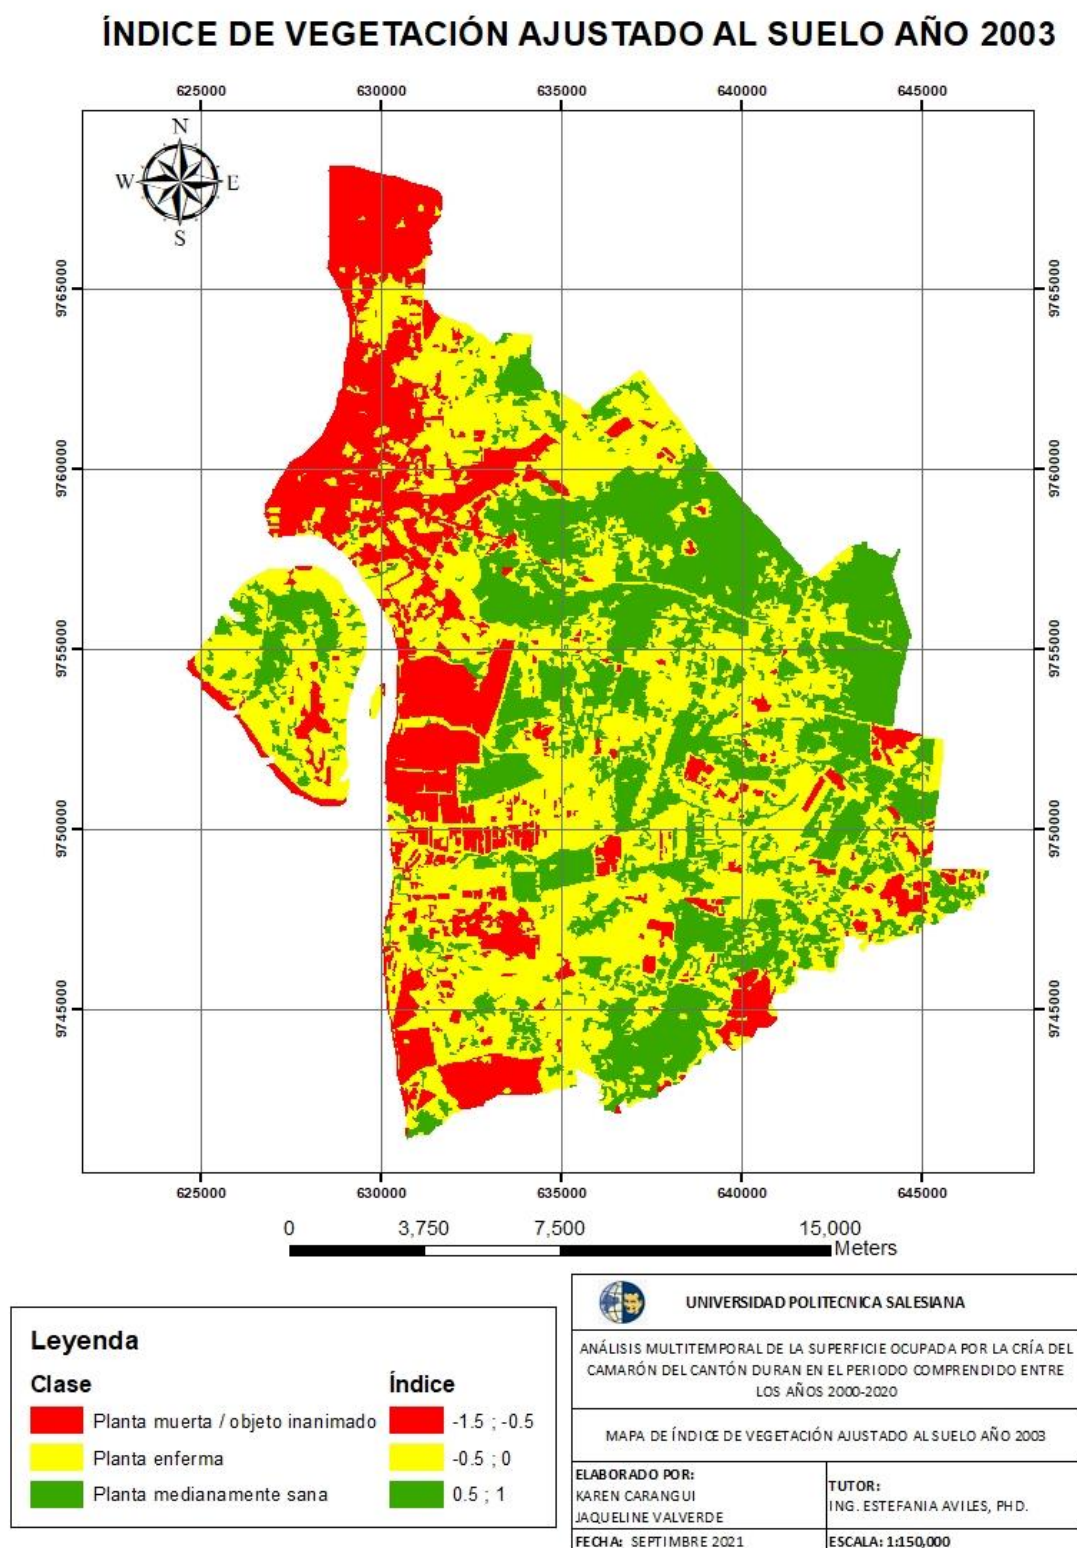 ÍNDICE DE VEGETACIÓN AJUSTADO AL SUELO AÑO 2003
625000 630000 635000 640000 645000
N
W E
S
9765000 9765000
9760000 9760000
9755000 9755000
9750000 9750000
9745000 9745000
625000 630000 635000 640000 645000
0 3,750 7,500 15,000
Meters
Leyenda
Clase Índice
Planta muerta / objeto inanimado -1.5 ; -0.5
Planta enferma -0.5 ; 0
Planta medianamente sana 0.5 ; 1
UNIVERSIDAD POLITECNICA SALESIANA
ANÁLISIS MULTITEMPORAL DE LA SUPERFICIE OCUPADA POR LA CRÍA DEL
CAMARÓN DEL CANTÓN DURAN EN EL PERIODO COMPRENDIDO ENTRE
LOS AÑOS 2000-2020
MAPA DE ÍNDICE DE VEGETACIÓN AJUSTADO AL SUELO AÑO 2003
ELABORADO POR:
KAREN CARANGUI
JAQUELINE VALVERDE
TUTOR:
ING. ESTEFANIA AVILES, PHD.
FECHA: SEPTIMBRE 2021
ESCALA: 1:150,000